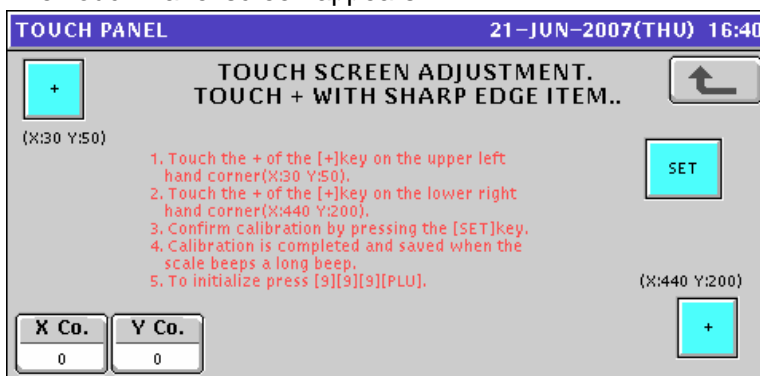 TOUCH PANEL 21-JUN-2007(THU) 16:40
TOUCH SCREEN ADJUSTMENT.
TOUCH + WITH SHARP EDGE ITEM..
+
(X:30 Y:50)
1. Touch the + of the [+]key on the upper left
hand corner(X:30 Y:50).
2. Touch the + of the [+]key on the lower right
hand corner(X:440 Y:200).
3. Confirm calibration by pressing the [SET]key.
4. Calibration is completed and saved when the
scale beeps a long beep.
5. To initialize press [9][9][9][PLU].
SET
(X:440 Y:200)
+
X Co. Y Co.
0 0